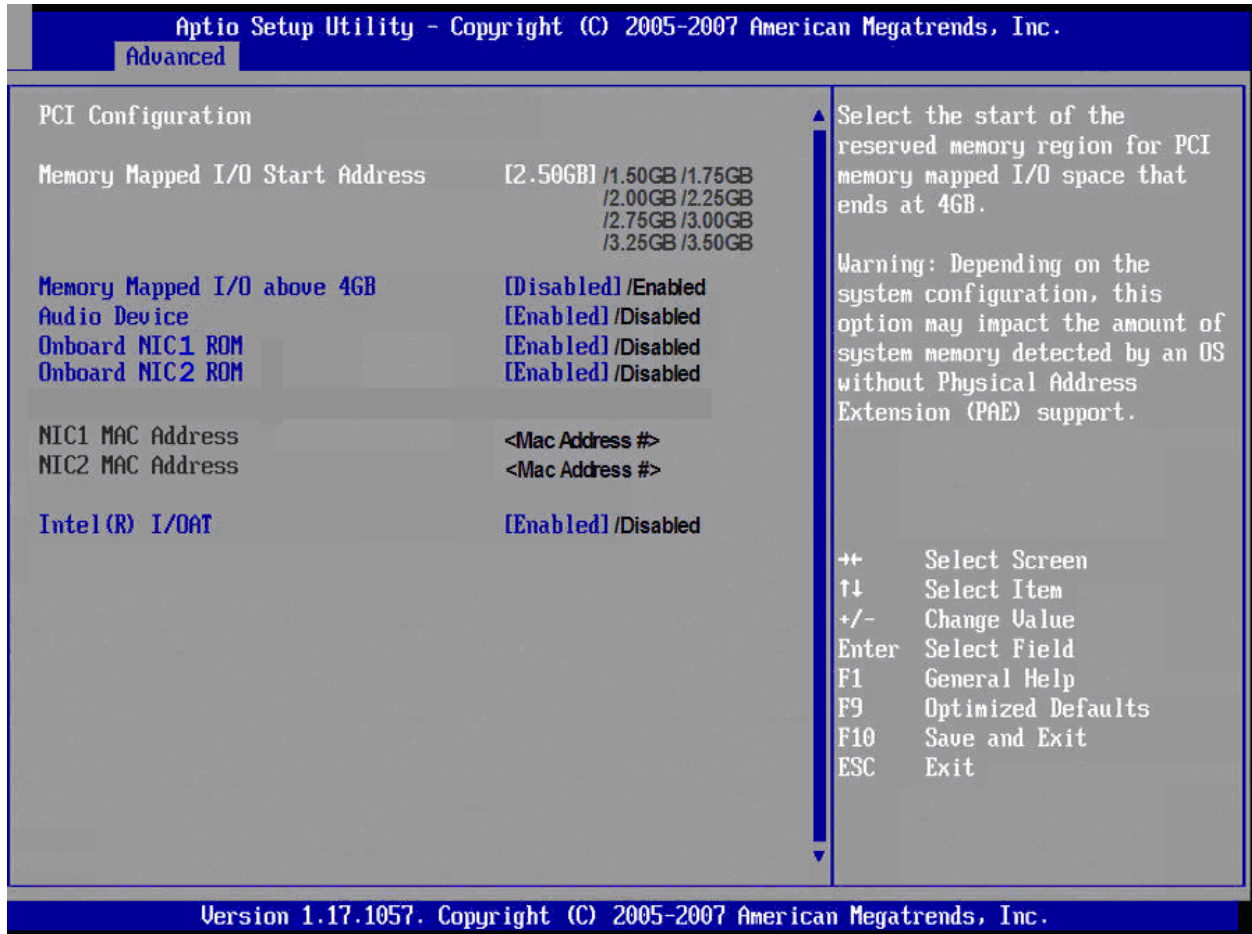 Aptio Setup Utility - Copyright (C) 2005-2007 American Megatrends, Inc.
Advanced
PCI Configuration
Memory Mapped I/O Start Address [2.50GB] /1.50GB /1.75GB
/2.00GB /2.25GB
/2.75GB /3.00GB
/3.25GB /3.50GB
Memory Mapped I/O above 4GB [Disabled] /Enabled
Audio Device [Enabled] /Disabled
Onboard NIC1 ROM [Enabled] /Disabled
Onboard NIC2 ROM [Enabled] /Disabled
NIC1 MAC Address <Mac Address #>
NIC2 MAC Address <Mac Address #>
Intel(R) I/OAT [Enabled] /Disabled
Select the start of the
reserved memory region for PCI
memory mapped I/O space that
ends at 4GB.
Warning: Depending on the
system configuration, this
option may impact the amount of
system memory detected by an OS
without Physical Address
Extension (PAE) support.
→← Select Screen
↑↓ Select Item
+/- Change Value
Enter Select Field
F1 General Help
F9 Optimized Defaults
F10 Save and Exit
ESC Exit
Version 1.17.1057. Copyright (C) 2005-2007 American Megatrends, Inc.